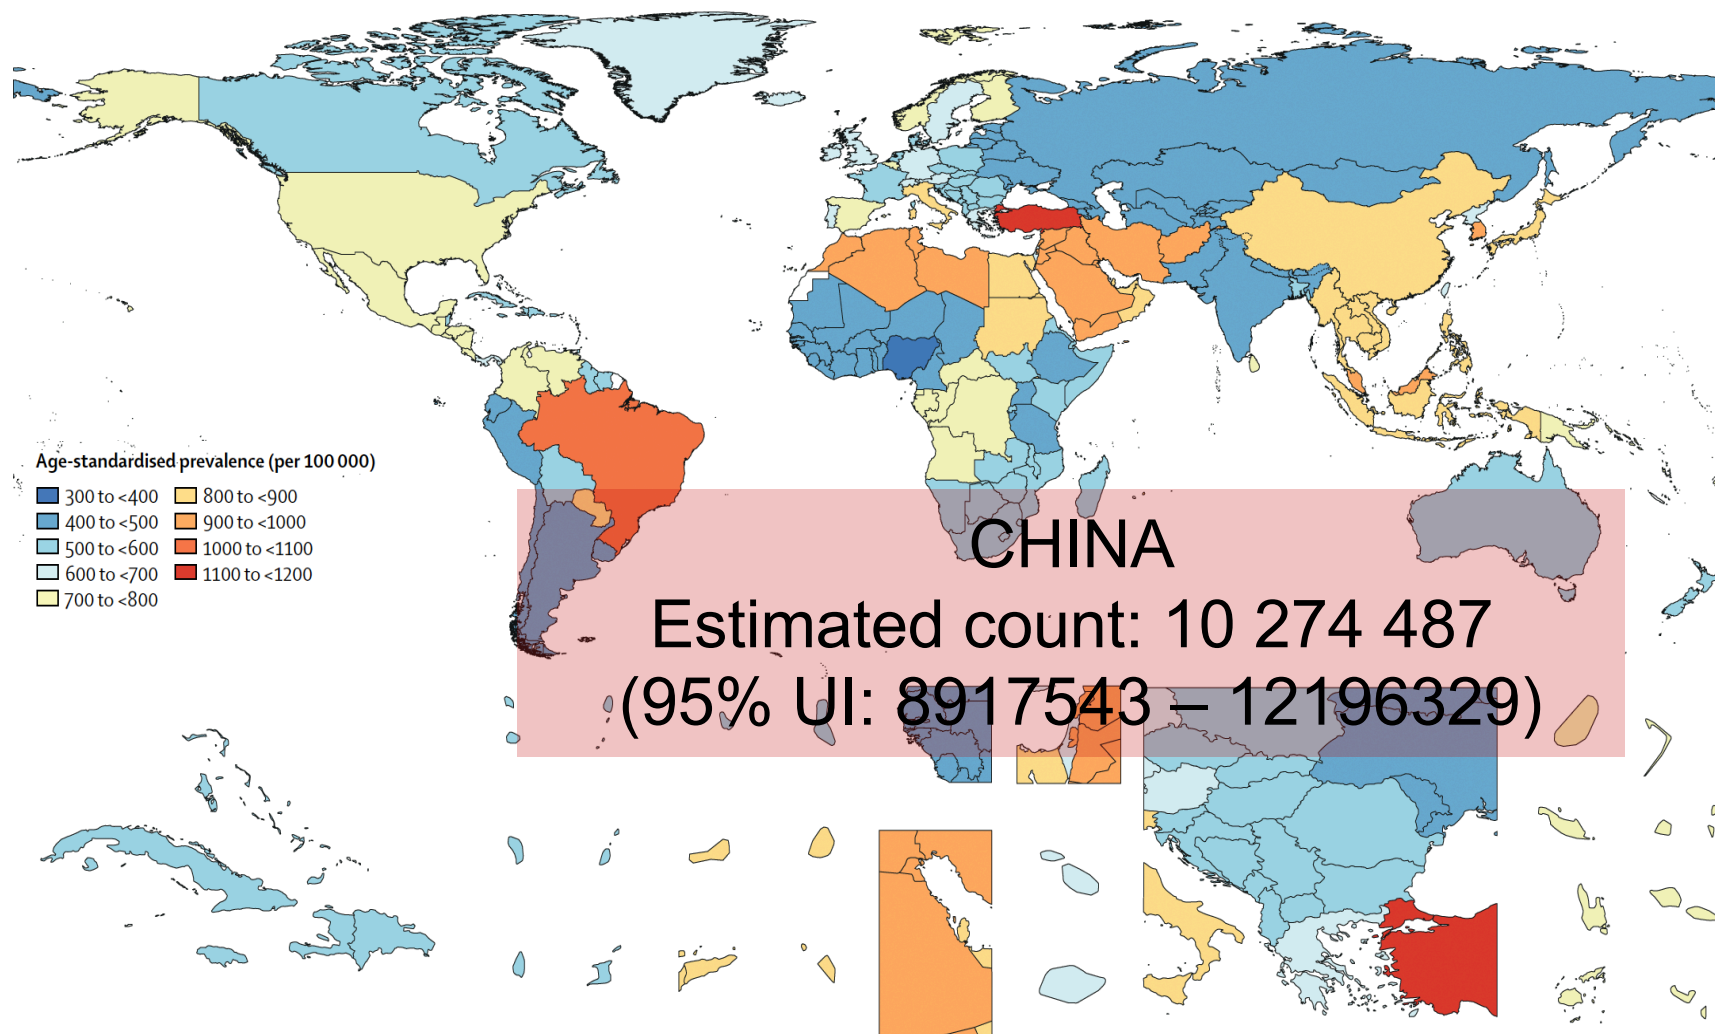 Age-standardised prevalence (per 100 000)
300 to <400
400 to <500
500 to <600
600 to <700
700 to <800
800 to <900
900 to <1000
1000 to <1100
1100 to <1200
CHINA
Estimated count: 10 274 487
(95% UI: 8917543 – 12196329)